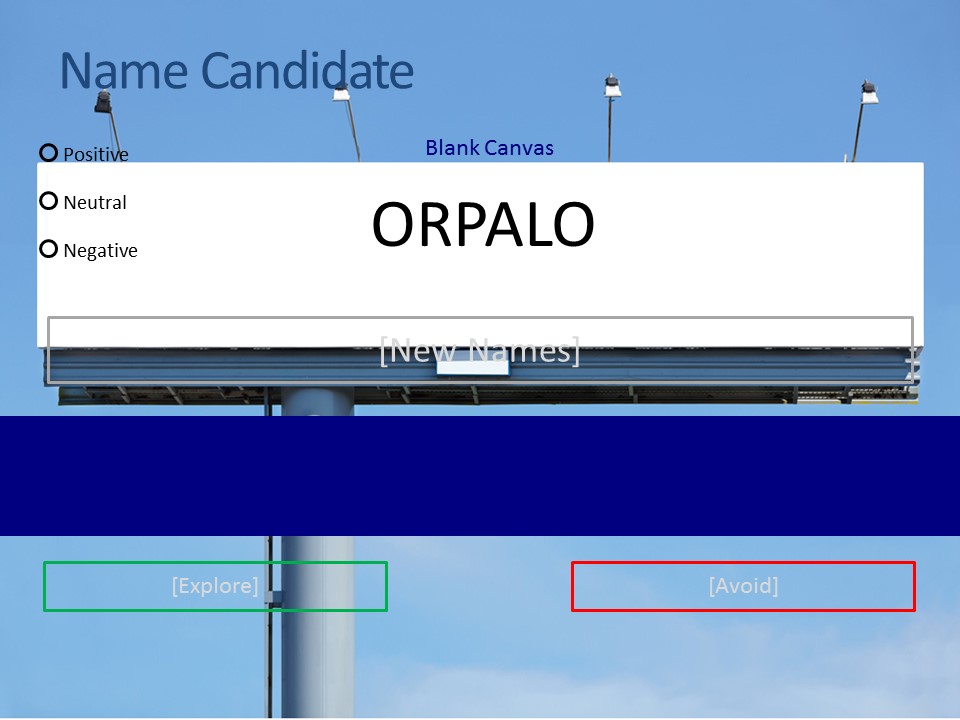 Name Candidate
Blank Canvas
Positive
Neutral
Negative
ORPALO
[New Names]
[Explore]
[Avoid]